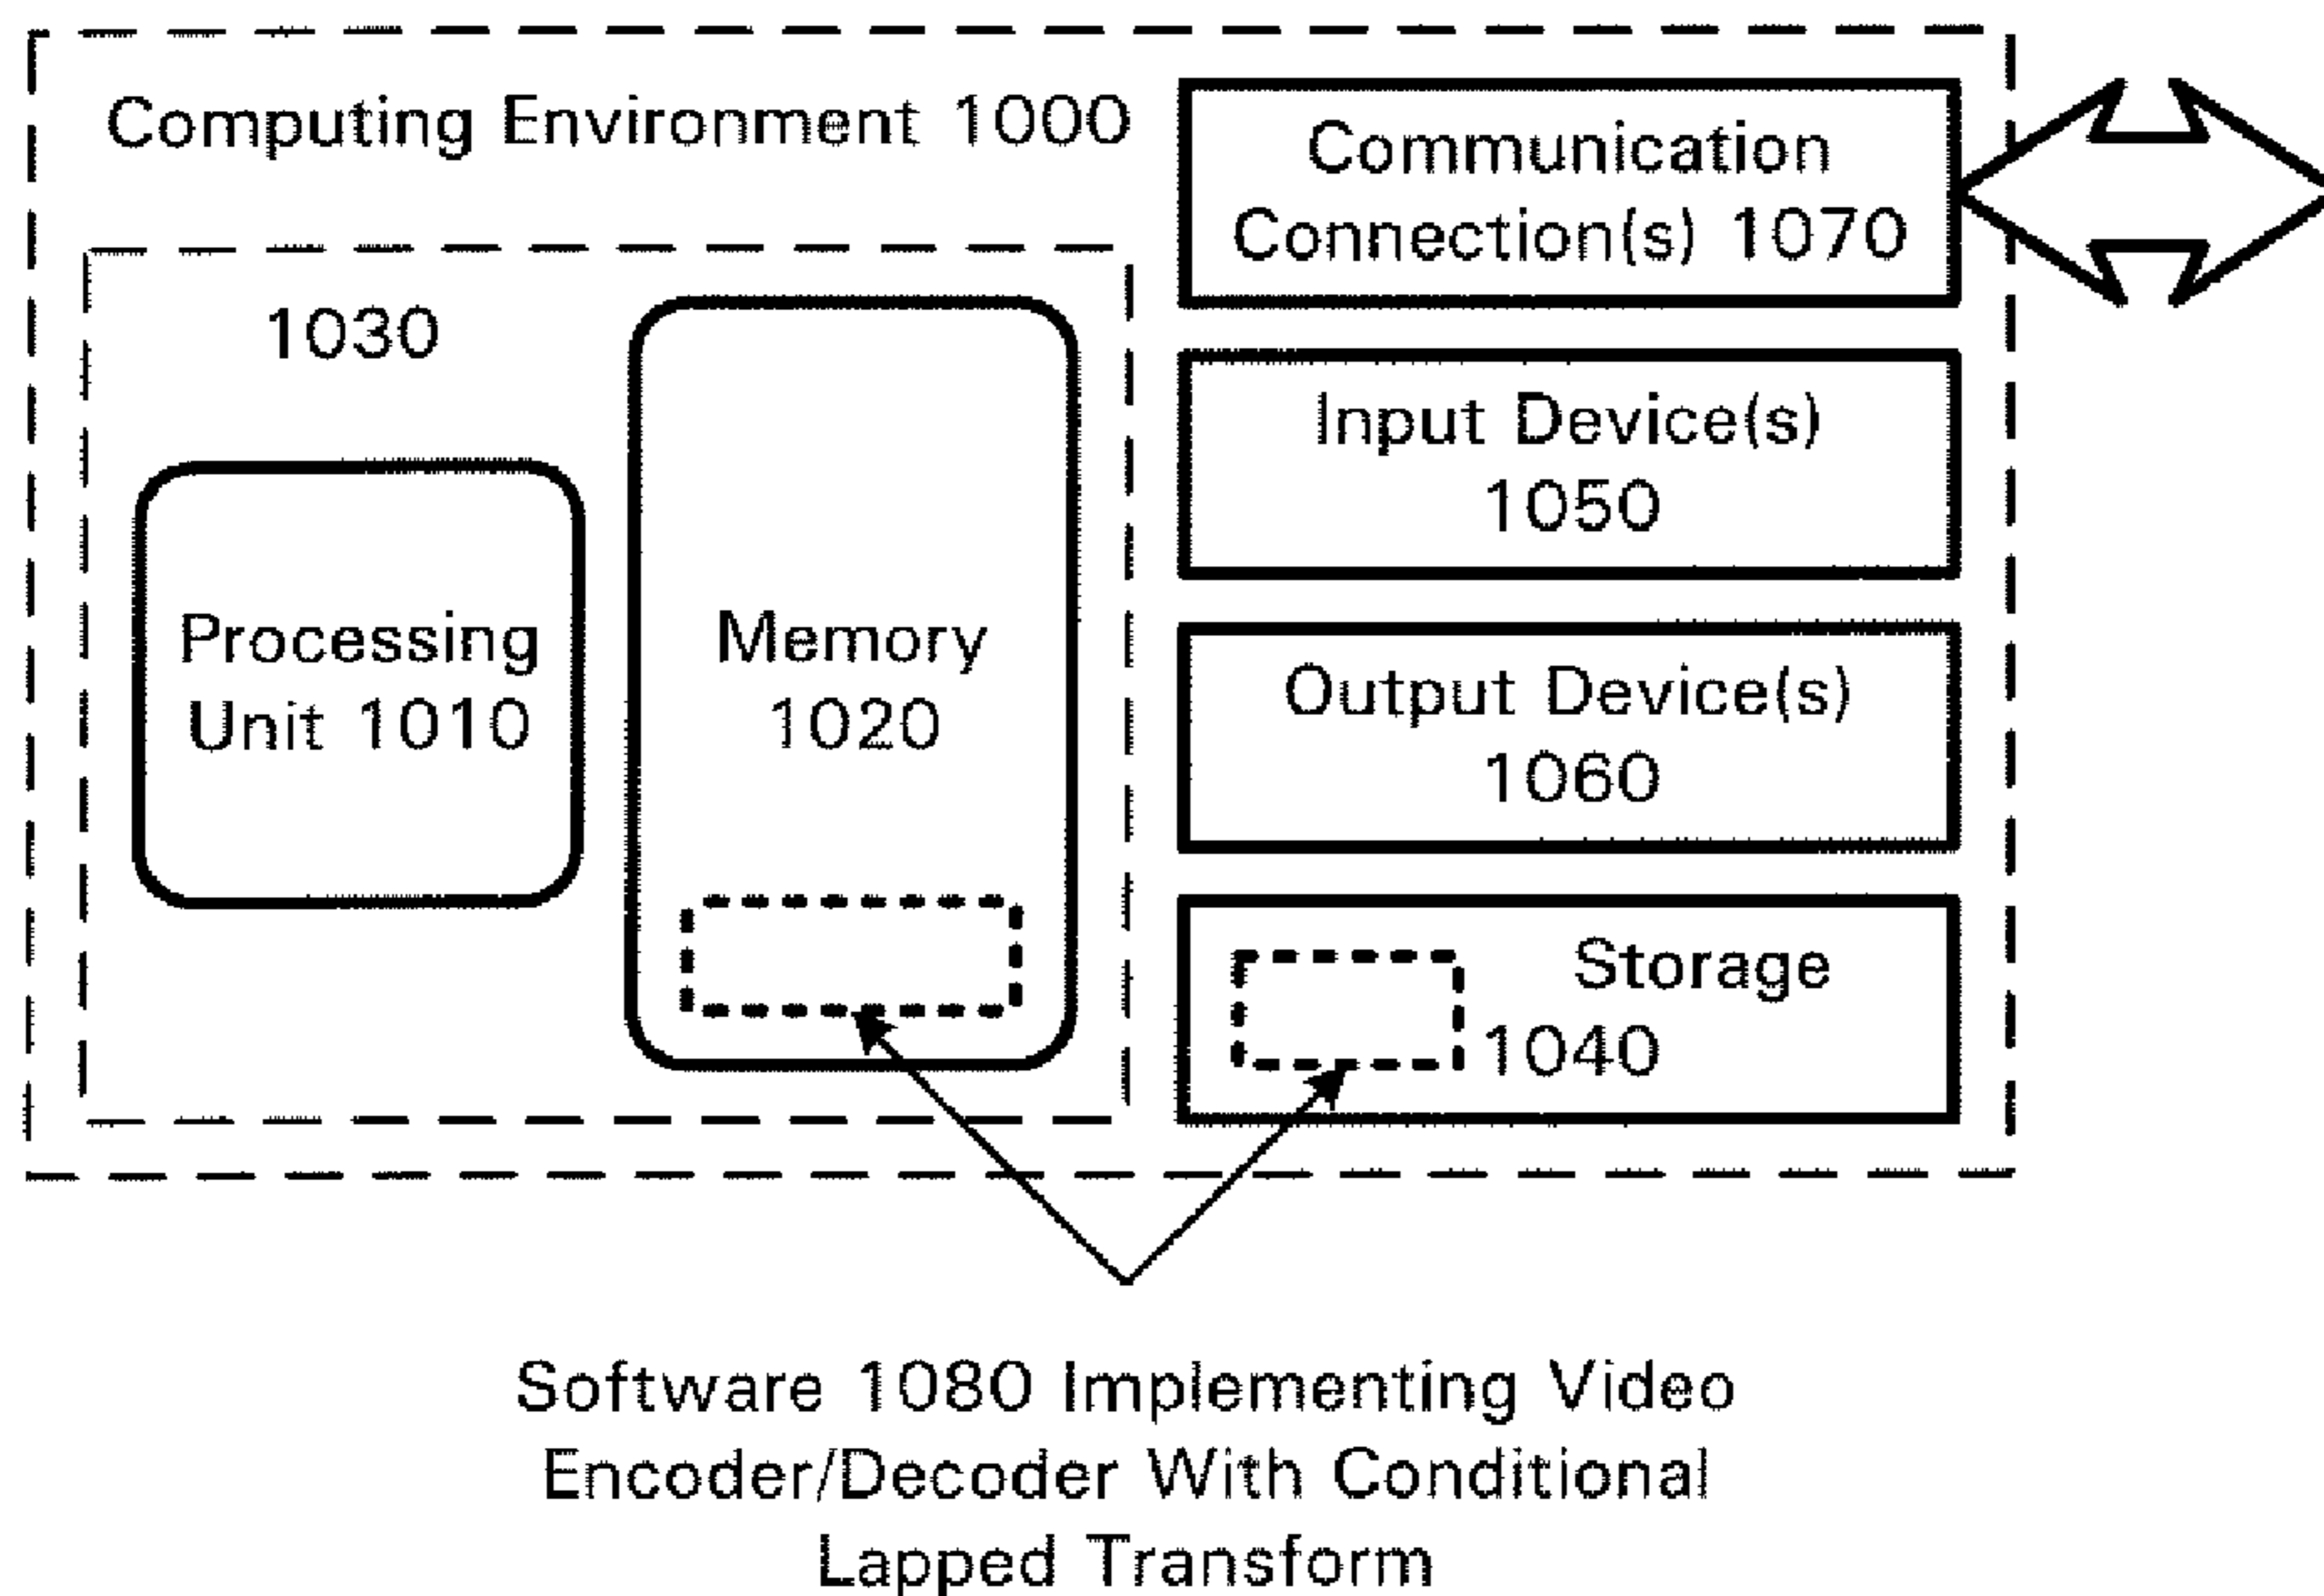 Computing Environment 1000
Communication
Connection(s) 1070
1030
Input Device(s)
1050
Processing
Unit 1010
Memory
1020
Output Device(s)
1060
Storage
1040
Software 1080 Implementing Video
Encoder/Decoder With Conditional
Lapped Transform